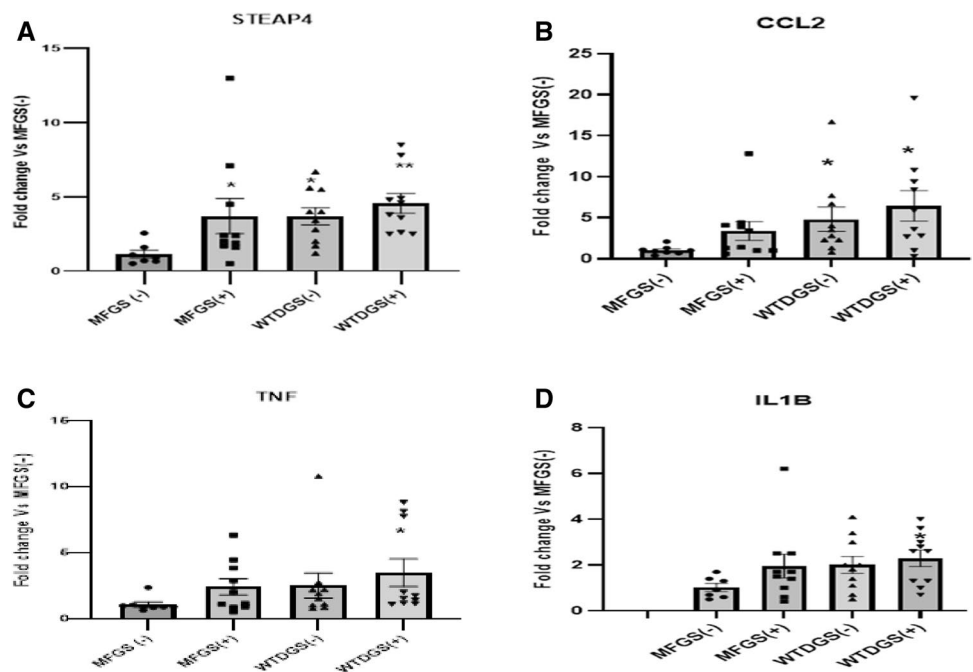 A
STEAP4
Fold change Vs MFGS(-)
15
10
5
0
*
*
**
MFGS (-)
MFGS(+)
WTDGS(-)
WTDGS(+)
B
CCL2
Fold change Vs MFGS(-)
25
20
15
10
5
0
*
*
MFGS(-)
MFGS(+)
WTDGS(-)
WTDGS(+)
C
TNF
Fold change Vs MFGS(-)
15
10
5
0
*
MFGS (-)
MFGS(+)
WTDGS(-)
WTDGS(+)
D
IL1B
Fold change Vs MFGS(-)
8
6
4
2
0
*
MFGS(-)
MFGS(+)
WTDGS(-)
WTDGS(+)